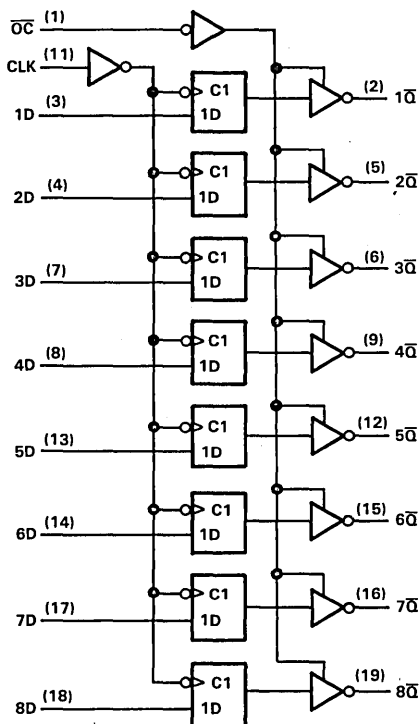 O̅C̅ (1)
CLK (11)
C1 (2) 1Q̅
1D (3) 1D
C1 (5) 2Q̅
2D (4) 1D
C1 (6) 3Q̅
3D (7) 1D
C1 (9) 4Q̅
4D (8) 1D
C1 (12) 5Q̅
5D (13) 1D
C1 (15) 6Q̅
6D (14) 1D
C1 (16) 7Q̅
7D (17) 1D
C1 (19) 8Q̅
8D (18) 1D